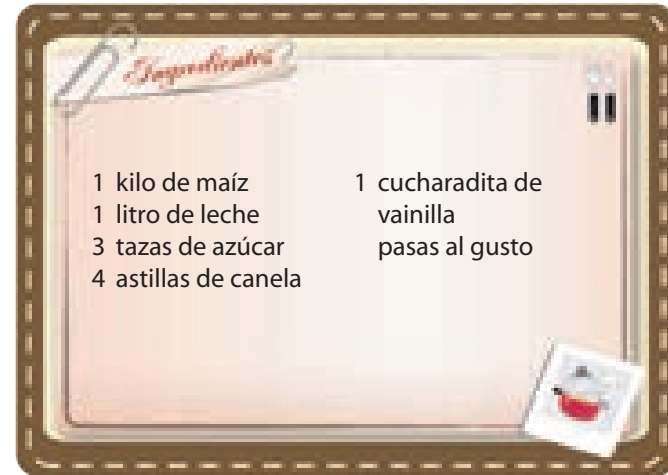 Ingredientes
1 kilo de maíz
1 litro de leche
3 tazas de azúcar
4 astillas de canela
1 cucharadita de
vainilla
pasas al gusto